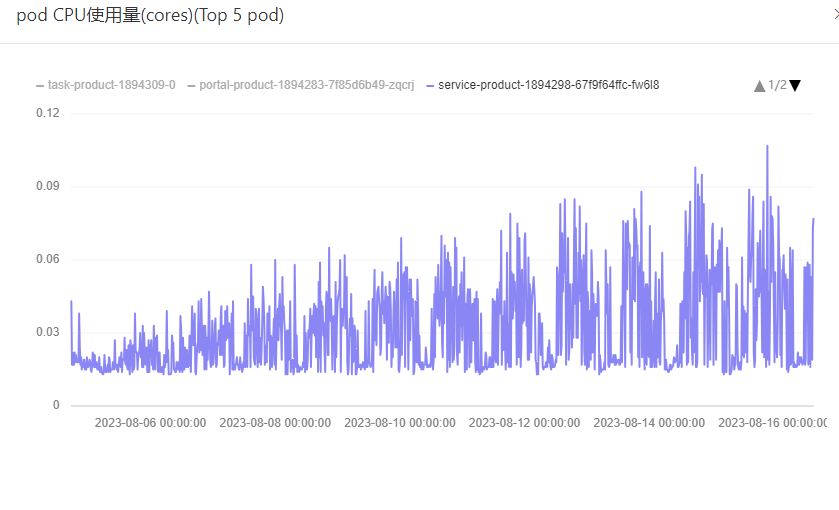 pod CPU使用量(cores)(Top 5 pod)
task-product-1894309-0 portal-product-1894283-7f85d6b49-zqcrj service-product-1894298-67f9f64ffc-fw6l8 1/2
0.12
0.09
0.06
0.03
0
2023-08-06 00:00:00 2023-08-08 00:00:00 2023-08-10 00:00:00 2023-08-12 00:00:00 2023-08-14 00:00:00 2023-08-16 00:00:00